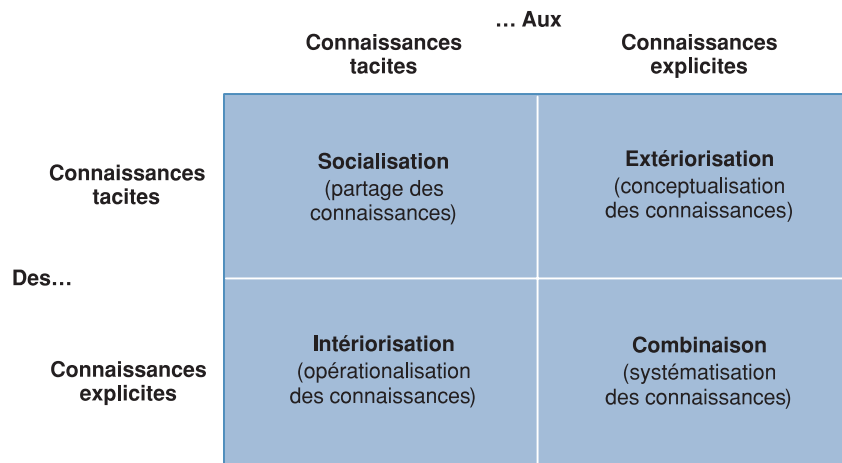 … Aux
Connaissances
tacites
Connaissances
explicites
Connaissances
tacites
Socialisation
(partage des
connaissances)
Extériorisation
(conceptualisation
des connaissances)
Des…
Connaissances
explicites
Intériorisation
(opérationalisation
des connaissances)
Combinaison
(systématisation
des connaissances)